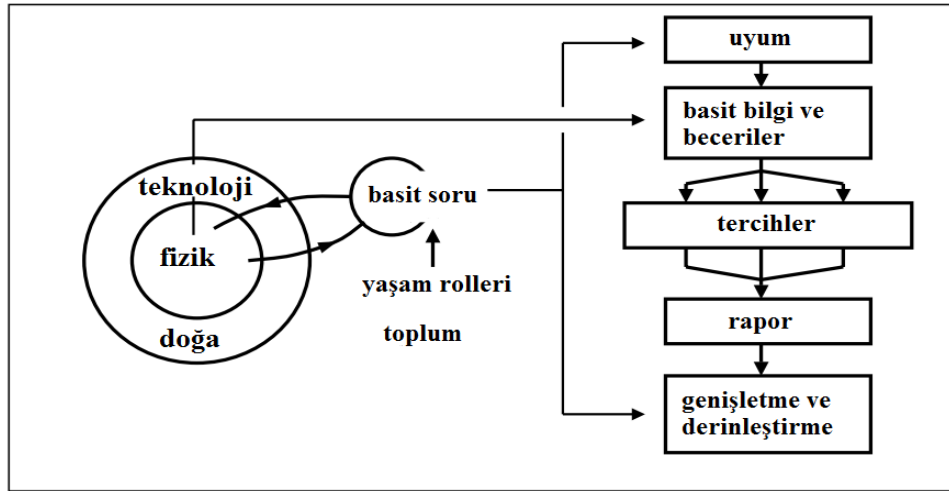 teknoloji
fizik
doğa
basit soru
yaşam rolleri
toplum
uyum
basit bilgi ve
beceriler
tercihler
rapor
genişletme ve
derinleştirme